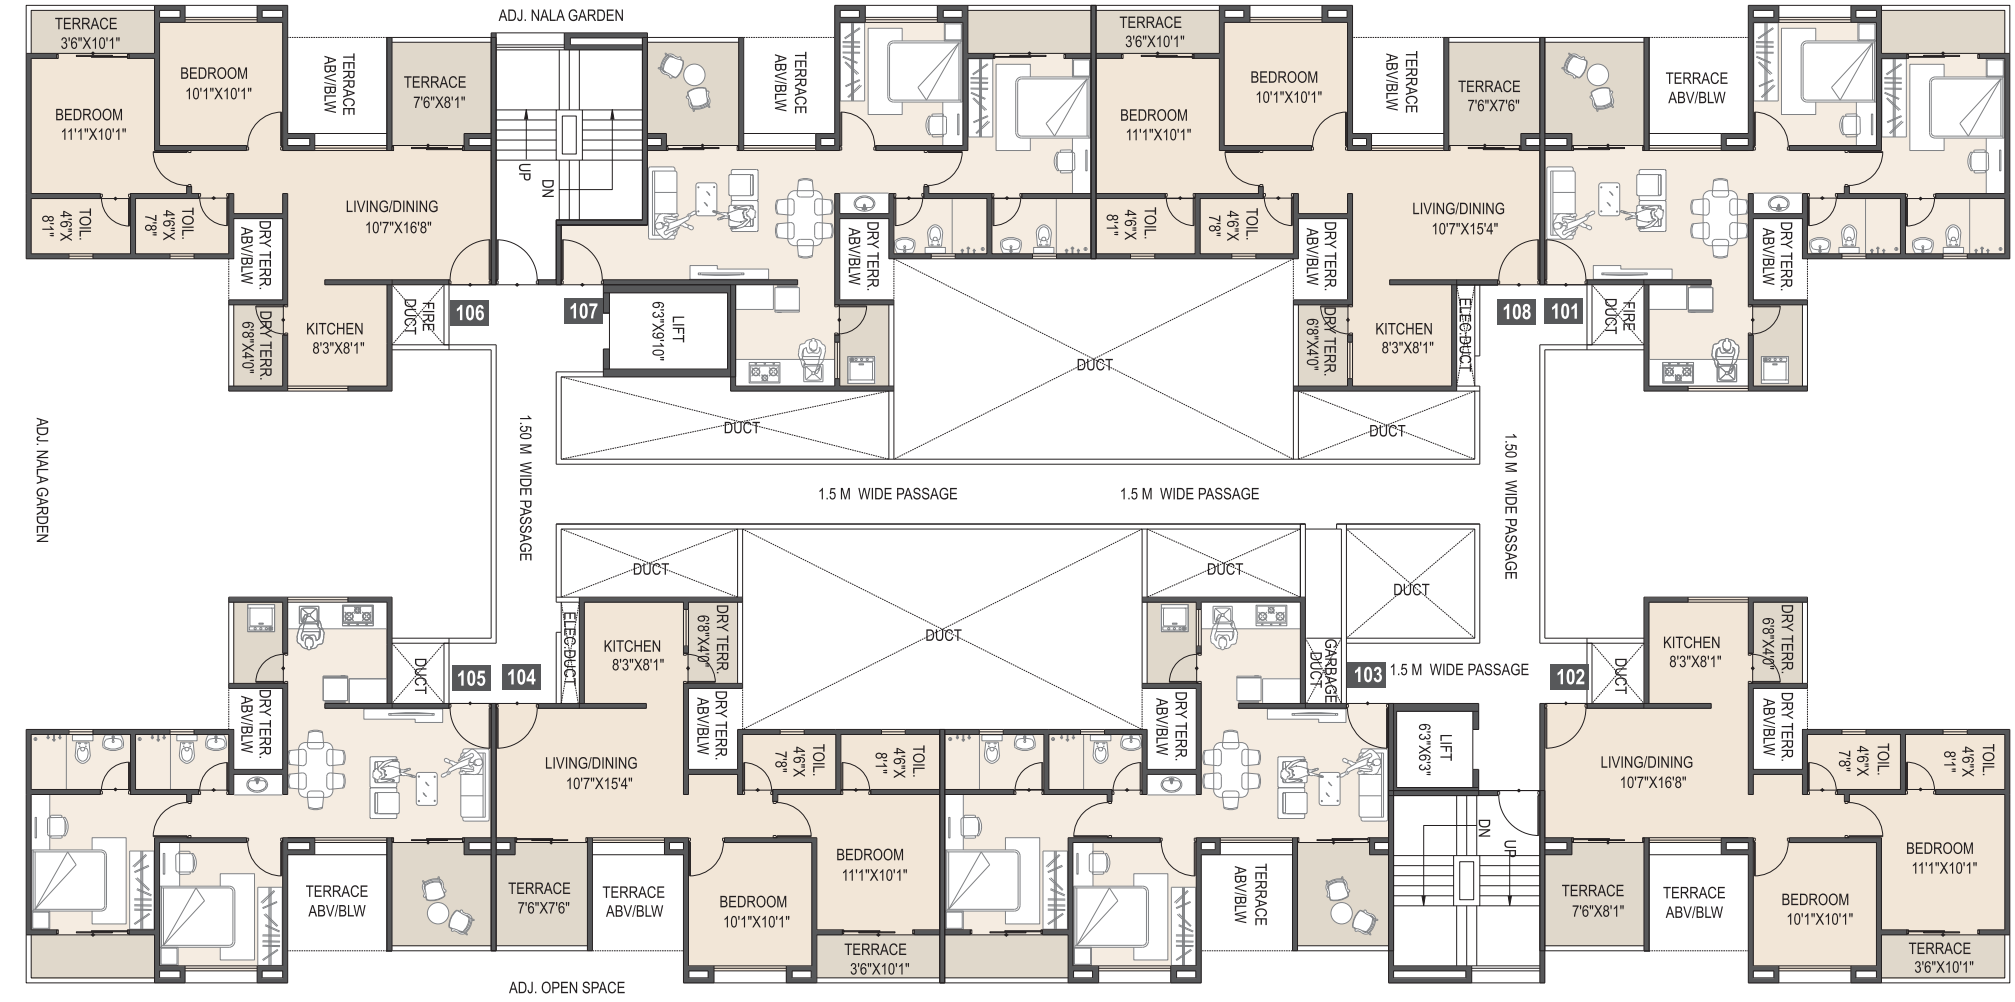 ADJ. NALA GARDEN
TERRACE
3'6"X10'1"
BEDROOM
10'1"X10'1"
TERRACE
ABV/BLW
TERRACE
7'6"X8'1"
BEDROOM
11'1"X10'1"
TOIL.
4'6"X
8'1"
TOIL.
4'6"X
7'8"
LIVING/DINING
10'7"X16'8"
DRY TERR.
ABV/BLW
DRY TERR.
6'8"X4'0"
KITCHEN
8'3"X8'1"
FIRE
DUCT
106
UP
DN
107
LIFT
6'3"X9'10"
TERRACE
ABV/BLW
DRY TERR.
ABV/BLW
TERRACE
3'6"X10'1"
BEDROOM
10'1"X10'1"
BEDROOM
11'1"X10'1"
TERRACE
ABV/BLW
TERRACE
7'6"X7'6"
TOIL.
4'6"X
8'1"
TOIL.
4'6"X
7'8"
LIVING/DINING
10'7"X15'4"
DRY TERR.
ABV/BLW
DRY TERR.
6'8"X4'0"
KITCHEN
8'3"X8'1"
ELEC.DUCT
108
101
FIRE
DUCT
TERRACE
ABV/BLW
DRY TERR.
ABV/BLW
DUCT
DUCT
DUCT
ADJ. NALA GARDEN
1.50 M WIDE PASSAGE
1.5 M WIDE PASSAGE
1.5 M WIDE PASSAGE
1.50 M WIDE PASSAGE
DUCT
DUCT
DUCT
DUCT
DUCT
105
104
ELEC.DUCT
KITCHEN
8'3"X8'1"
DRY TERR.
6'8"X4'0"
DRY TERR.
ABV/BLW
DRY TERR.
ABV/BLW
TERRACE
ABV/BLW
LIVING/DINING
10'7"X15'4"
TOIL.
4'6"X
7'8"
TOIL.
4'6"X
8'1"
TERRACE
7'6"X7'6"
TERRACE
ABV/BLW
BEDROOM
10'1"X10'1"
BEDROOM
11'1"X10'1"
TERRACE
3'6"X10'1"
DRY TERR.
ABV/BLW
GARBAGE
DUCT
103
1.5 M WIDE PASSAGE
102
DUCT
TERRACE
ABV/BLW
LIFT
6'3"X6'3"
DN
UP
KITCHEN
8'3"X8'1"
DRY TERR.
6'8"X4'0"
DRY TERR.
ABV/BLW
LIVING/DINING
10'7"X16'8"
TOIL.
4'6"X
7'8"
TOIL.
4'6"X
8'1"
TERRACE
7'6"X8'1"
TERRACE
ABV/BLW
BEDROOM
10'1"X10'1"
BEDROOM
11'1"X10'1"
TERRACE
3'6"X10'1"
ADJ. OPEN SPACE